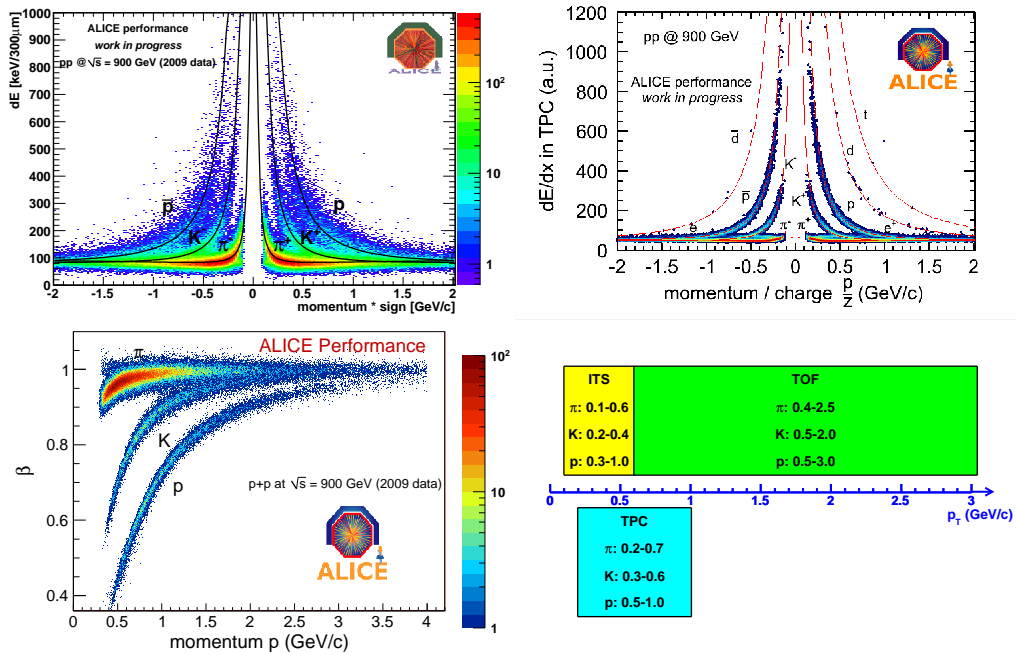 ALICE performance
work in progress
pp @ √s = 900 GeV (2009 data)
ALICE
dE [keV/300μm]
1000
900
800
700
600
500
400
300
200
100
0
p̄
K⁻
π⁻
π⁺
K⁺
p
-2
-1.5
-1
-0.5
0
0.5
1
1.5
2
momentum * sign [GeV/c]
10²
10
1
pp @ 900 GeV
ALICE performance
work in progress
ALICE
dE/dx in TPC (a.u.)
1200
1000
800
600
400
200
0
d̄
t
d
K⁻
p̄
K⁺
p
e⁻
π⁻
π⁺
e⁺
-2
-1.5
-1
-0.5
0
0.5
1
1.5
2
momentum / charge p/z (GeV/c)
ALICE Performance
π
K
p
p+p at √s = 900 GeV (2009 data)
ALICE
β
1
0.8
0.6
0.4
0
0.5
1
1.5
2
2.5
3
3.5
4
momentum p (GeV/c)
10²
10
1
ITS
π: 0.1-0.6
K: 0.2-0.4
p: 0.3-1.0
TOF
π: 0.4-2.5
K: 0.5-2.0
p: 0.5-3.0
0
0.5
1
1.5
2
2.5
3
p_T (GeV/c)
TPC
π: 0.2-0.7
K: 0.3-0.6
p: 0.5-1.0